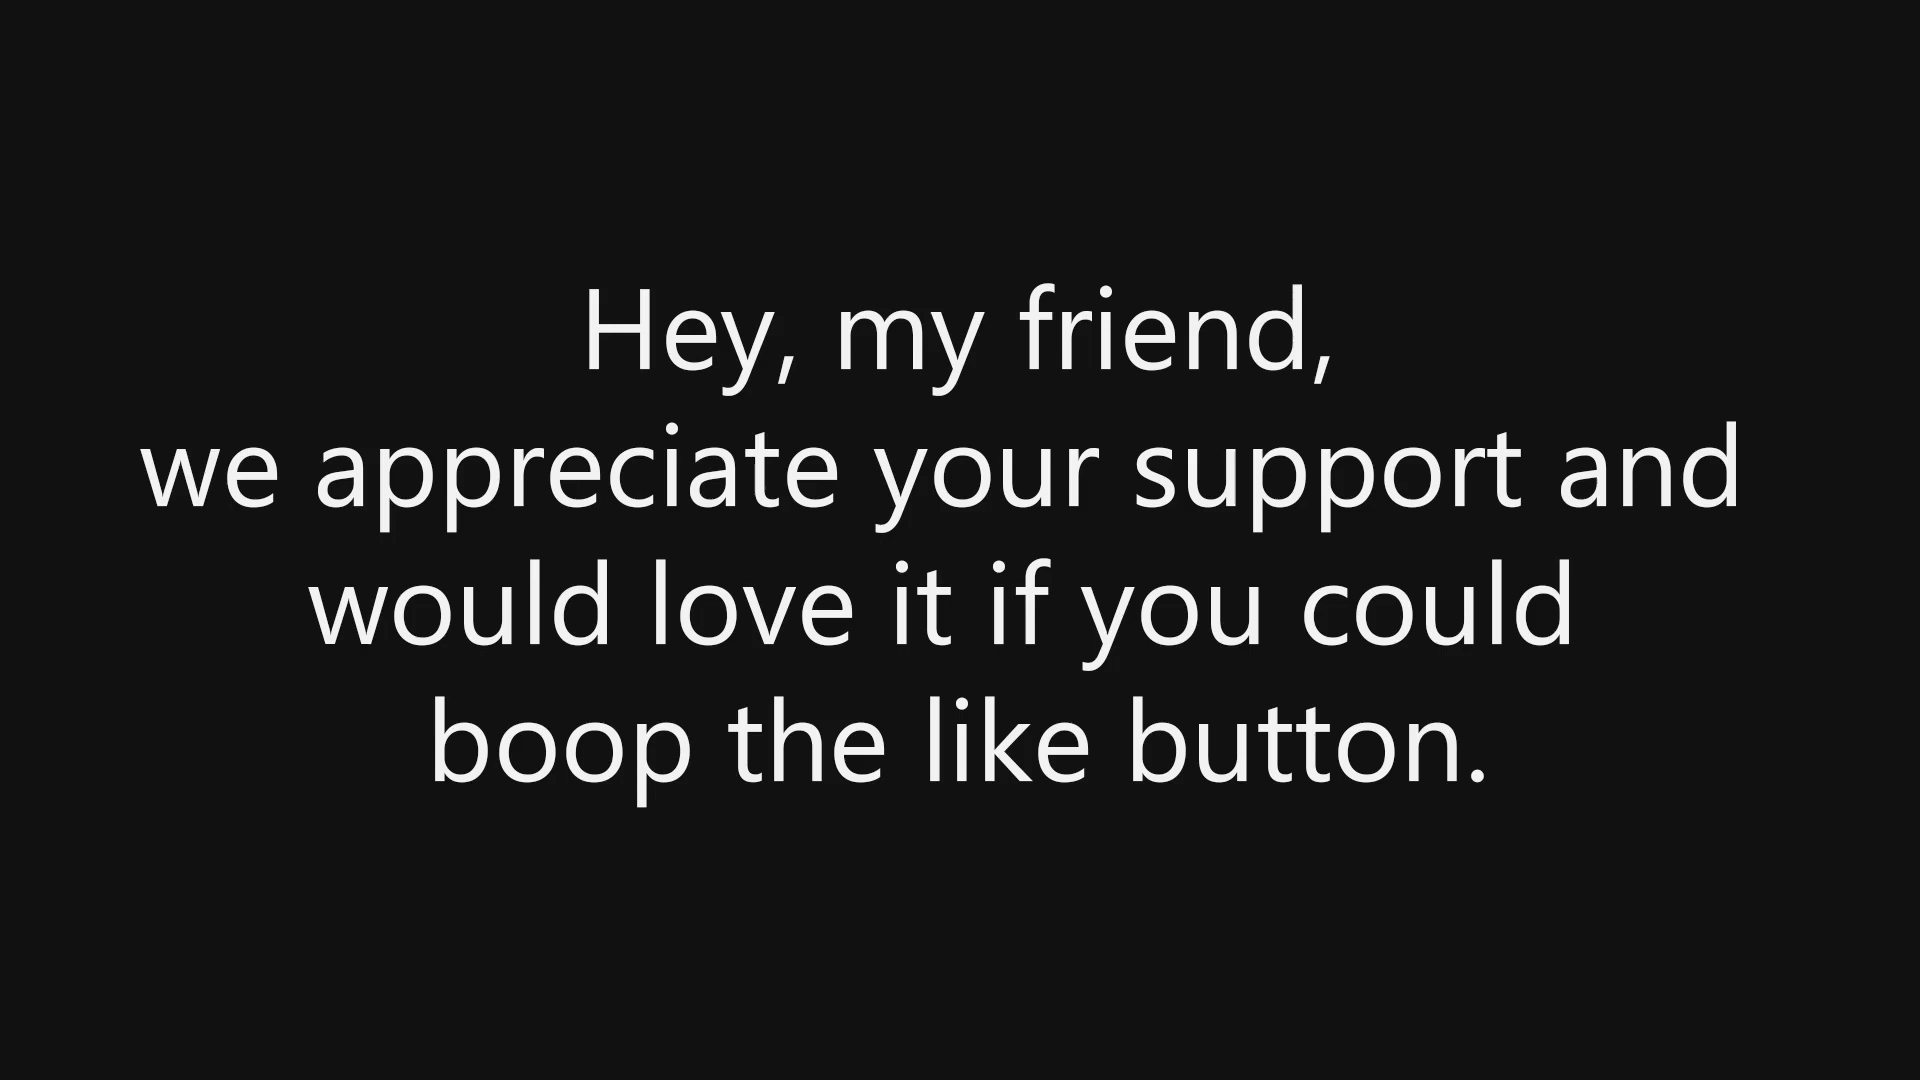 Hey, my friend,
we appreciate your support and
would love it if you could
boop the like button.